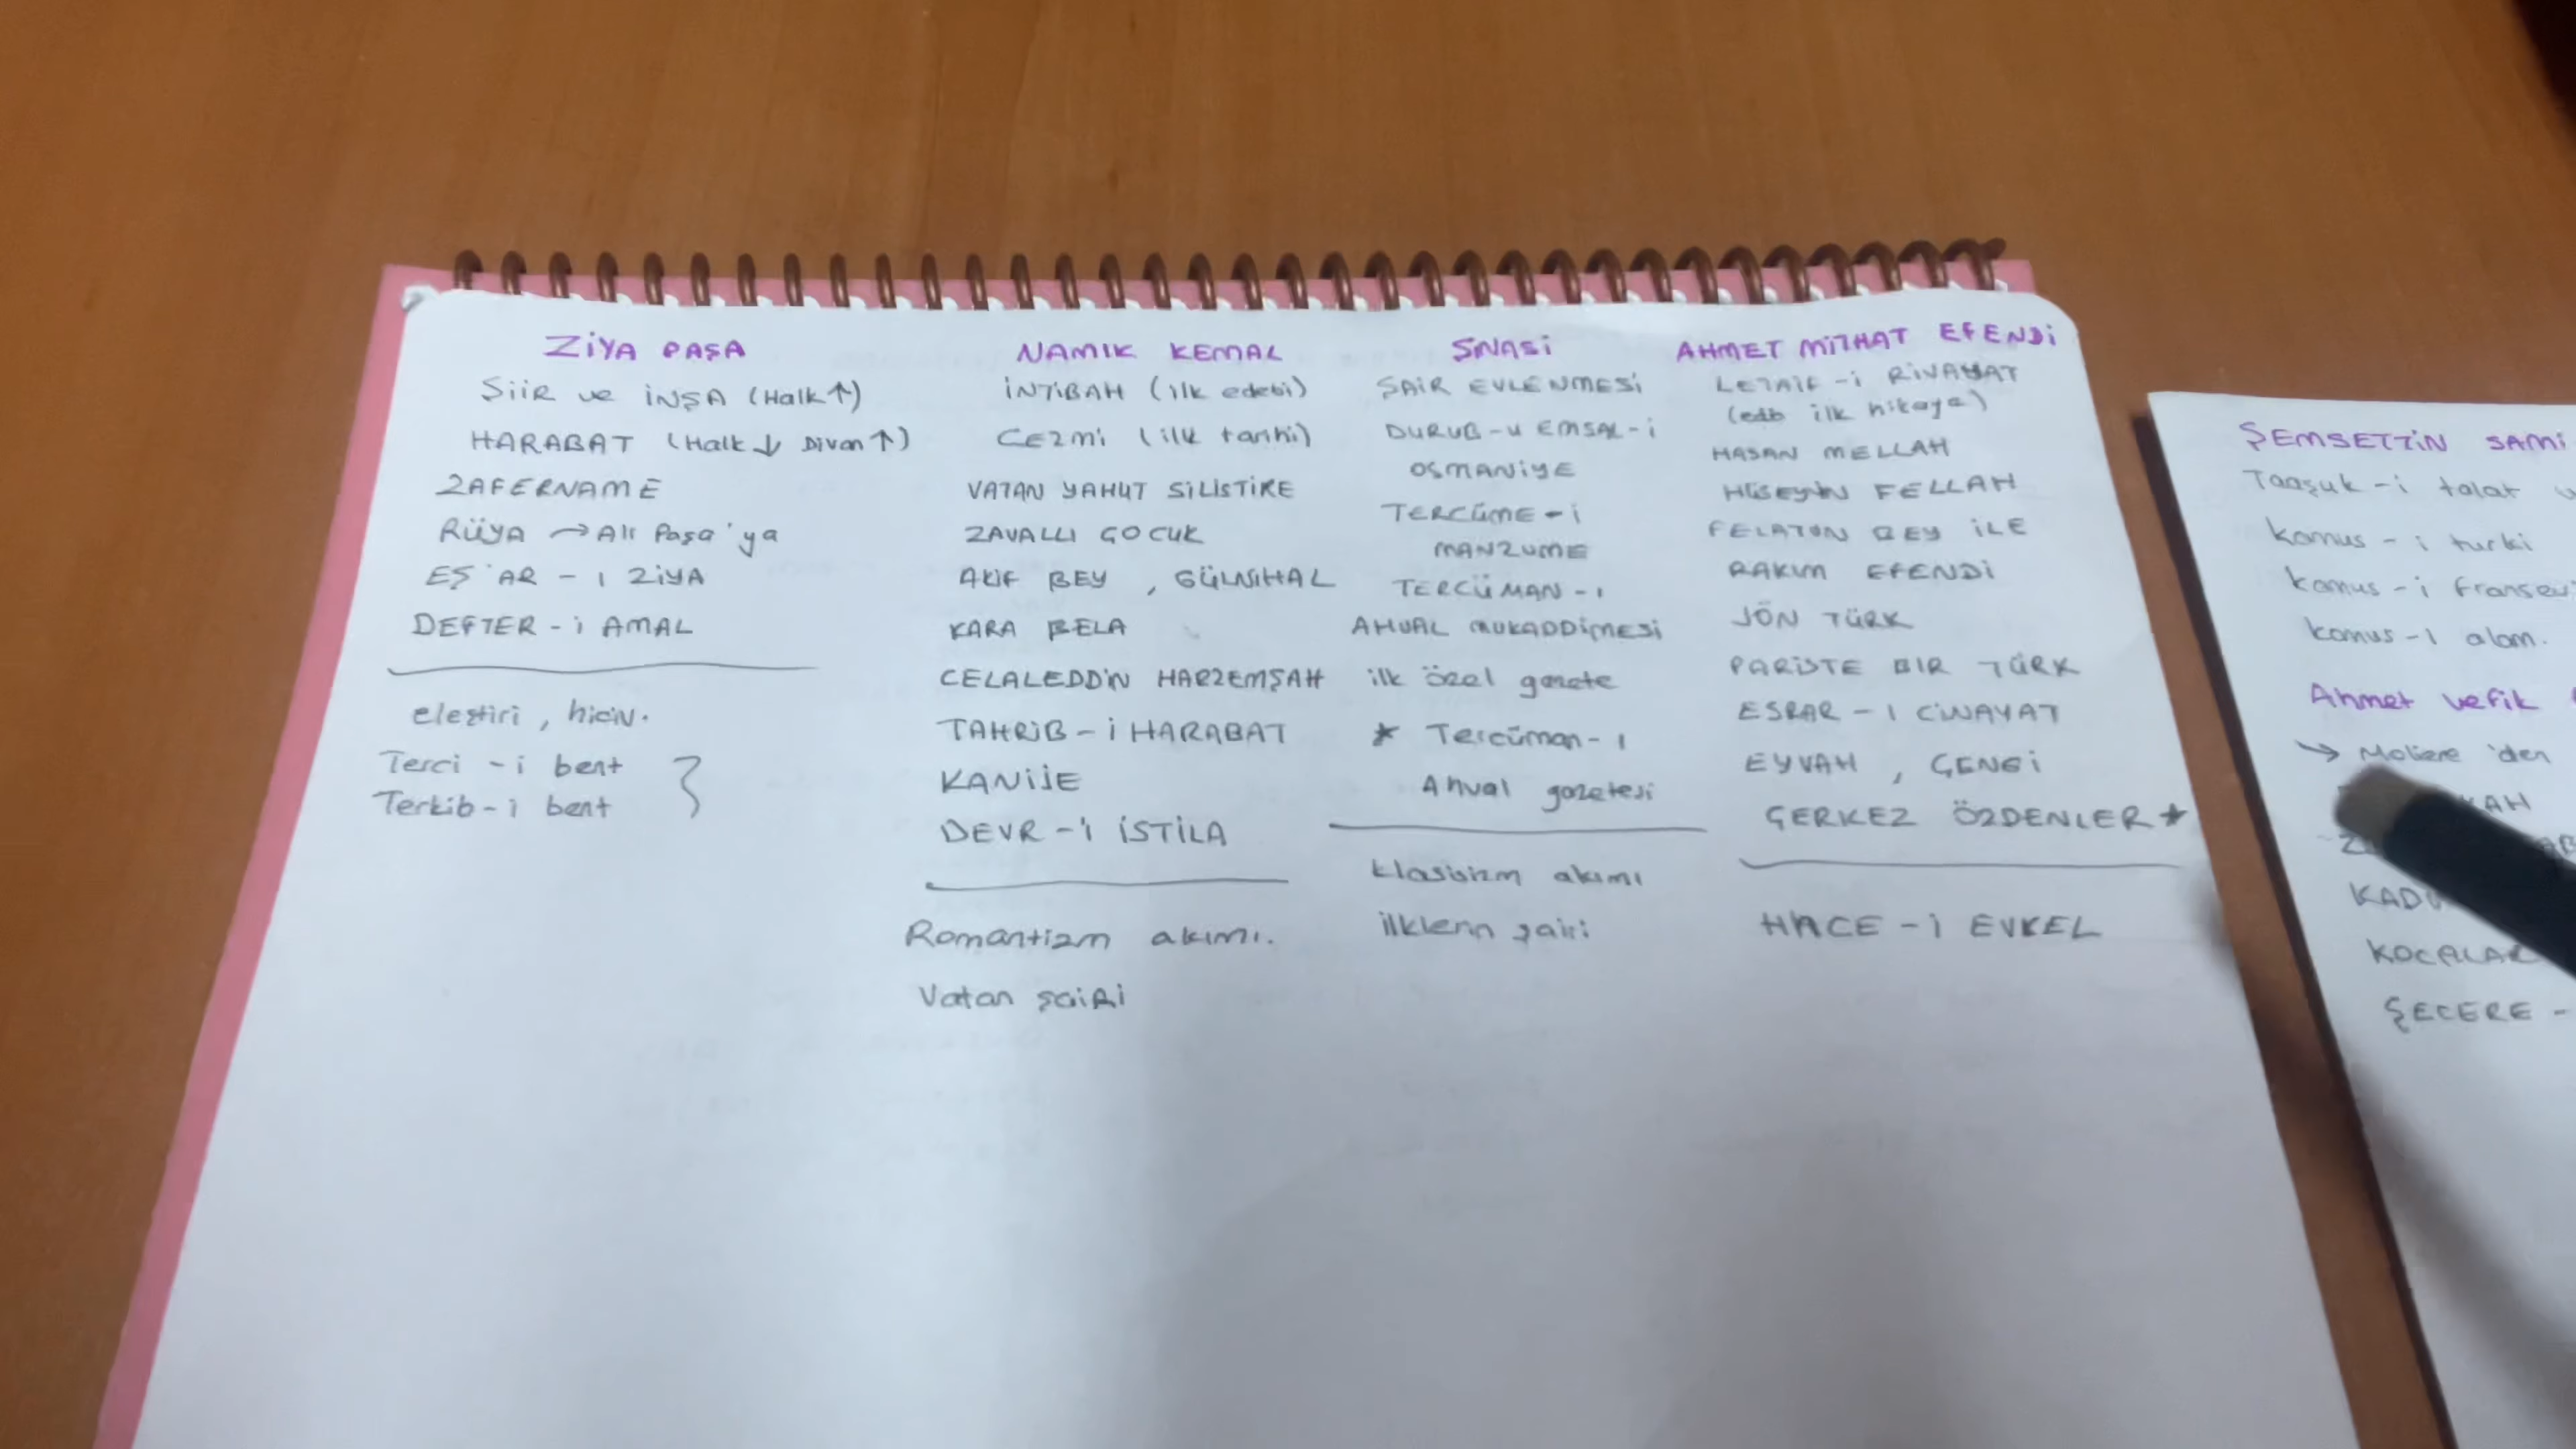 ZİYA PAŞA
ŞİİR ve İNŞA (Halk↑)
HARABAT (Halk↓ Divan↑)
ZAFERNAME
RÜYA → Ali Paşa'ya
EŞ'AR - ı ZİYA
DEFTER - i AMAL
eleştiri, hiciv.
Terci - i bent
Terkib - i bent
NAMIK KEMAL
İNTİBAH (ilk edebi)
CEZMİ (ilk tarihi)
VATAN YAHUT SİLİSTİRE
ZAVALLI ÇOCUK
AKİF BEY, GÜLNİHAL
KARA BELA
CELALEDDİN HARZEMŞAH
TAHRİB - İ HARABAT
KANİJE
DEVR - İ İSTİLA
Romantizm akımı.
Vatan şairi
ŞİNASİ
ŞAİR EVLENMESİ
DURUB - u EMSAL - i
OSMANİYE
TERCÜME - i
MANZUME
TERCÜMAN - ı
AHVAL MUKADDİMESİ
ilk özel gazete
★ Tercüman - ı
Ahval gazetesi
klasisizm akımı
ilklerin şairi
AHMET MİTHAT EFENDİ
LETAİF - i RİVAYAT
(edb ilk hikaye)
HASAN MELLAH
HÜSEYİN FELLAH
FELATUN BEY İLE
RAKIM EFENDİ
JÖN TÜRK
PARİSTE BIR TÜRK
ESRAR - I CİNAYAT
EYVAH, ÇENGİ
ÇERKEZ ÖZDENLER ★
HACE - İ EVVEL
ŞEMSETTİN SAMİ
Taaşuk - i talat
kamus - i turki
kamus - i fransevi
kamus - ı alam.
Ahmet vefik
→ Moliere 'den
KOCALAR
ŞECERE -